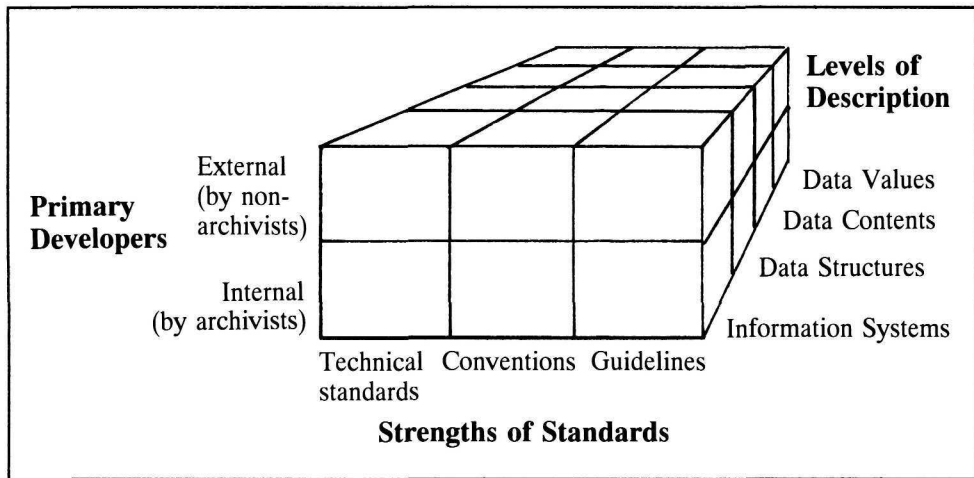 Levels of
Description
External
(by non-
archivists)
Primary
Developers
Internal
(by archivists)
Data Values
Data Contents
Data Structures
Information Systems
Technical
standards
Conventions
Guidelines
Strengths of Standards